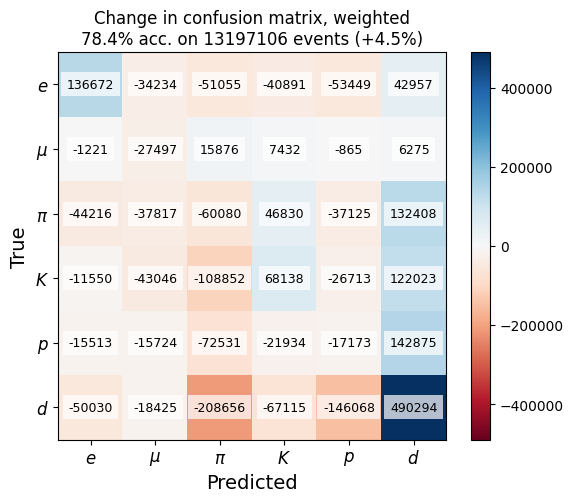 Change in confusion matrix, weighted
78.4% acc. on 13197106 events (+4.5%)
e 136672 -34234 -51055 -40891 -53449 42957
μ -1221 -27497 15876 7432 -865 6275
π -44216 -37817 -60080 46830 -37125 132408
K -11550 -43046 -108852 68138 -26713 122023
p -15513 -15724 -72531 -21934 -17173 142875
d -50030 -18425 -208656 -67115 -146068 490294
e μ π K p d
True
Predicted
400000
200000
0
−200000
−400000